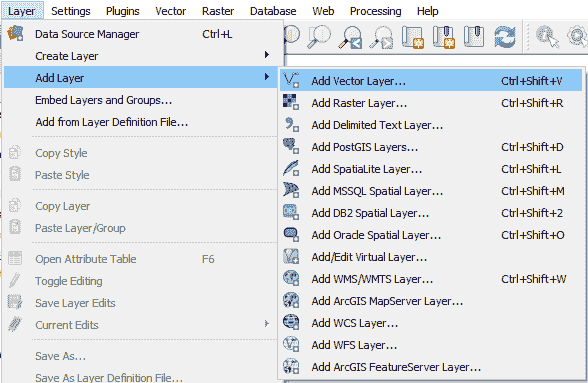 Layer Settings Plugins Vector Raster Database Web Processing Help
Data Source Manager Ctrl+L
Create Layer
Add Layer
Embed Layers and Groups...
Add from Layer Definition File...
Copy Style
Paste Style
Copy Layer
Paste Layer/Group
Open Attribute Table F6
Toggle Editing
Save Layer Edits
Current Edits
Save As...
Save As Layer Definition File...
Add Vector Layer... Ctrl+Shift+V
Add Raster Layer... Ctrl+Shift+R
Add Delimited Text Layer...
Add PostGIS Layers... Ctrl+Shift+D
Add SpatiaLite Layer... Ctrl+Shift+L
Add MSSQL Spatial Layer... Ctrl+Shift+M
Add DB2 Spatial Layer... Ctrl+Shift+2
Add Oracle Spatial Layer... Ctrl+Shift+O
Add/Edit Virtual Layer...
Add WMS/WMTS Layer... Ctrl+Shift+W
Add ArcGIS MapServer Layer...
Add WCS Layer...
Add WFS Layer...
Add ArcGIS FeatureServer Layer...